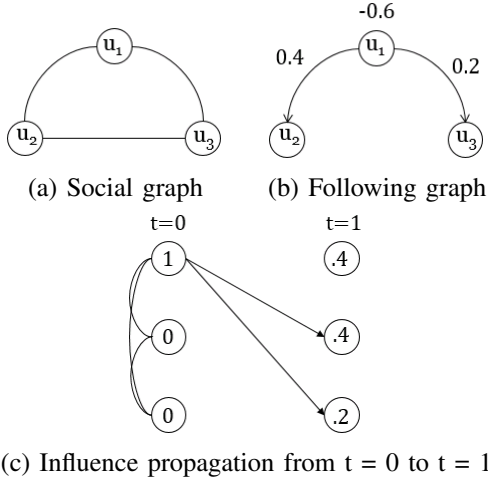 -0.6
u1 u1
0.4 0.2
u2 u3 u2 u3
(a) Social graph (b) Following graph
t=0 t=1
1 .4
0 .4
0 .2
(c) Influence propagation from t = 0 to t = 1